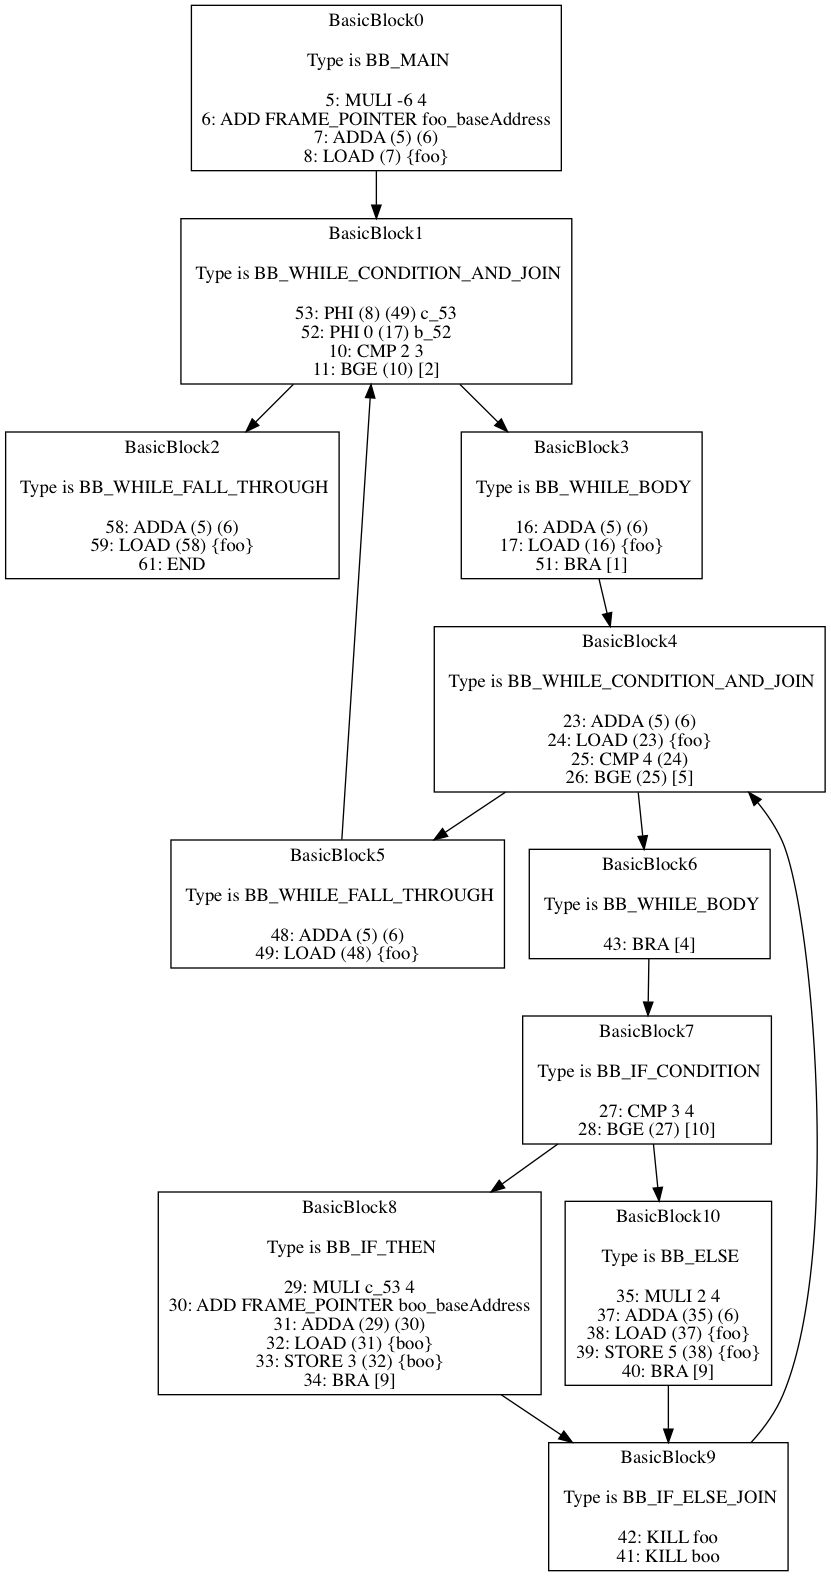 BasicBlock0
Type is BB_MAIN
5: MULI -6 4
6: ADD FRAME_POINTER foo_baseAddress
7: ADDA (5) (6)
8: LOAD (7) {foo}
BasicBlock1
Type is BB_WHILE_CONDITION_AND_JOIN
53: PHI (8) (49) c_53
52: PHI 0 (17) b_52
10: CMP 2 3
11: BGE (10) [2]
BasicBlock2
Type is BB_WHILE_FALL_THROUGH
58: ADDA (5) (6)
59: LOAD (58) {foo}
61: END
BasicBlock3
Type is BB_WHILE_BODY
16: ADDA (5) (6)
17: LOAD (16) {foo}
51: BRA [1]
BasicBlock4
Type is BB_WHILE_CONDITION_AND_JOIN
23: ADDA (5) (6)
24: LOAD (23) {foo}
25: CMP 4 (24)
26: BGE (25) [5]
BasicBlock5
Type is BB_WHILE_FALL_THROUGH
48: ADDA (5) (6)
49: LOAD (48) {foo}
BasicBlock6
Type is BB_WHILE_BODY
43: BRA [4]
BasicBlock7
Type is BB_IF_CONDITION
27: CMP 3 4
28: BGE (27) [10]
BasicBlock8
Type is BB_IF_THEN
29: MULI c_53 4
30: ADD FRAME_POINTER boo_baseAddress
31: ADDA (29) (30)
32: LOAD (31) {boo}
33: STORE 3 (32) {boo}
34: BRA [9]
BasicBlock10
Type is BB_ELSE
35: MULI 2 4
37: ADDA (35) (6)
38: LOAD (37) {foo}
39: STORE 5 (38) {foo}
40: BRA [9]
BasicBlock9
Type is BB_IF_ELSE_JOIN
42: KILL foo
41: KILL boo